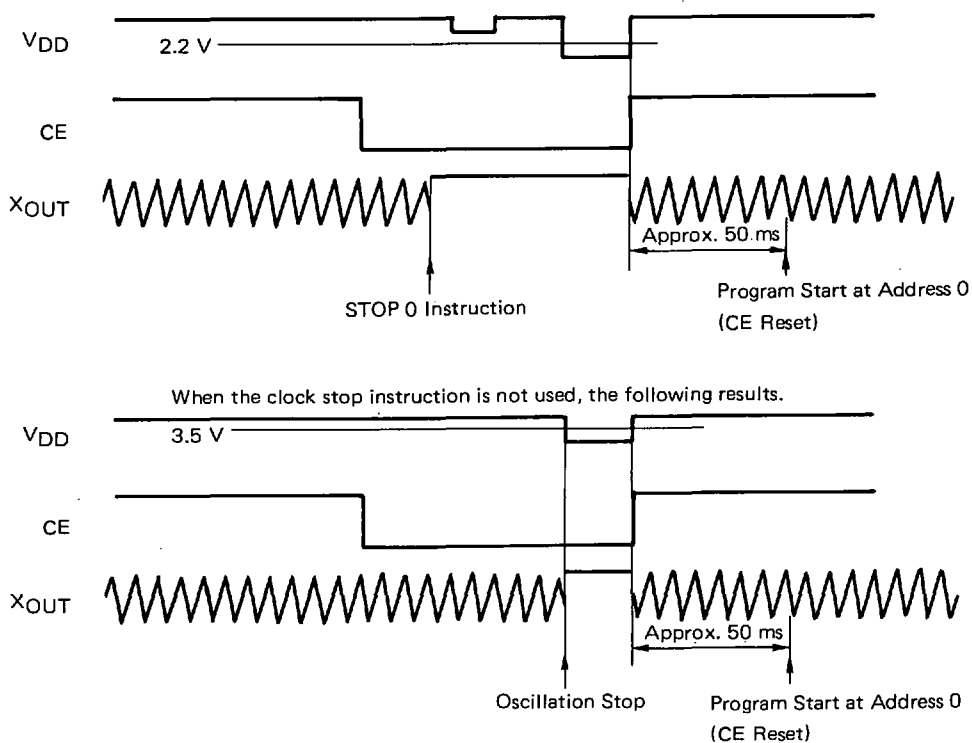 VDD
2.2 V
CE
XOUT
Approx. 50 ms
STOP 0 Instruction
Program Start at Address 0
(CE Reset)
When the clock stop instruction is not used, the following results.
VDD
3.5 V
CE
XOUT
Approx. 50 ms
Oscillation Stop
Program Start at Address 0
(CE Reset)